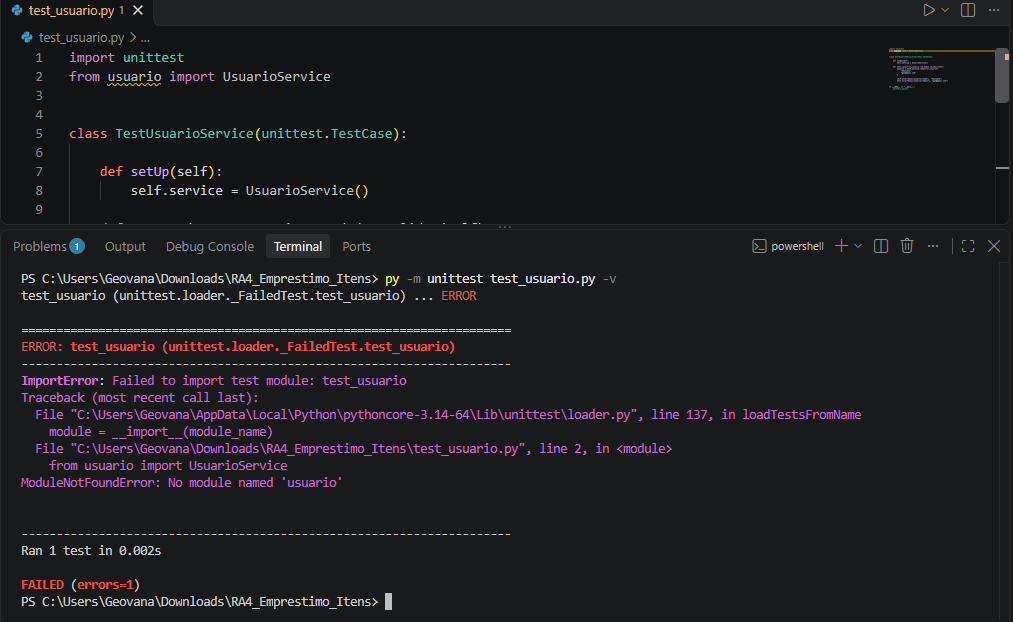 test_usuario.py 1
test_usuario.py > ...
1 import unittest
2 from usuario import UsuarioService
3
4
5 class TestUsuarioService(unittest.TestCase):
6
7 def setUp(self):
8 self.service = UsuarioService()
9
Problems 1 Output Debug Console Terminal Ports powershell
PS C:\Users\Geovana\Downloads\RA4_Emprestimo_Itens> py -m unittest test_usuario.py -v
test_usuario (unittest.loader._FailedTest.test_usuario) ... ERROR
======================================================================
ERROR: test_usuario (unittest.loader._FailedTest.test_usuario)
----------------------------------------------------------------------
ImportError: Failed to import test module: test_usuario
Traceback (most recent call last):
File "C:\Users\Geovana\AppData\Local\Python\pythoncore-3.14-64\Lib\unittest\loader.py", line 137, in loadTestsFromName
module = __import__(module_name)
File "C:\Users\Geovana\Downloads\RA4_Emprestimo_Itens\test_usuario.py", line 2, in <module>
from usuario import UsuarioService
ModuleNotFoundError: No module named 'usuario'
----------------------------------------------------------------------
Ran 1 test in 0.002s
FAILED (errors=1)
PS C:\Users\Geovana\Downloads\RA4_Emprestimo_Itens>